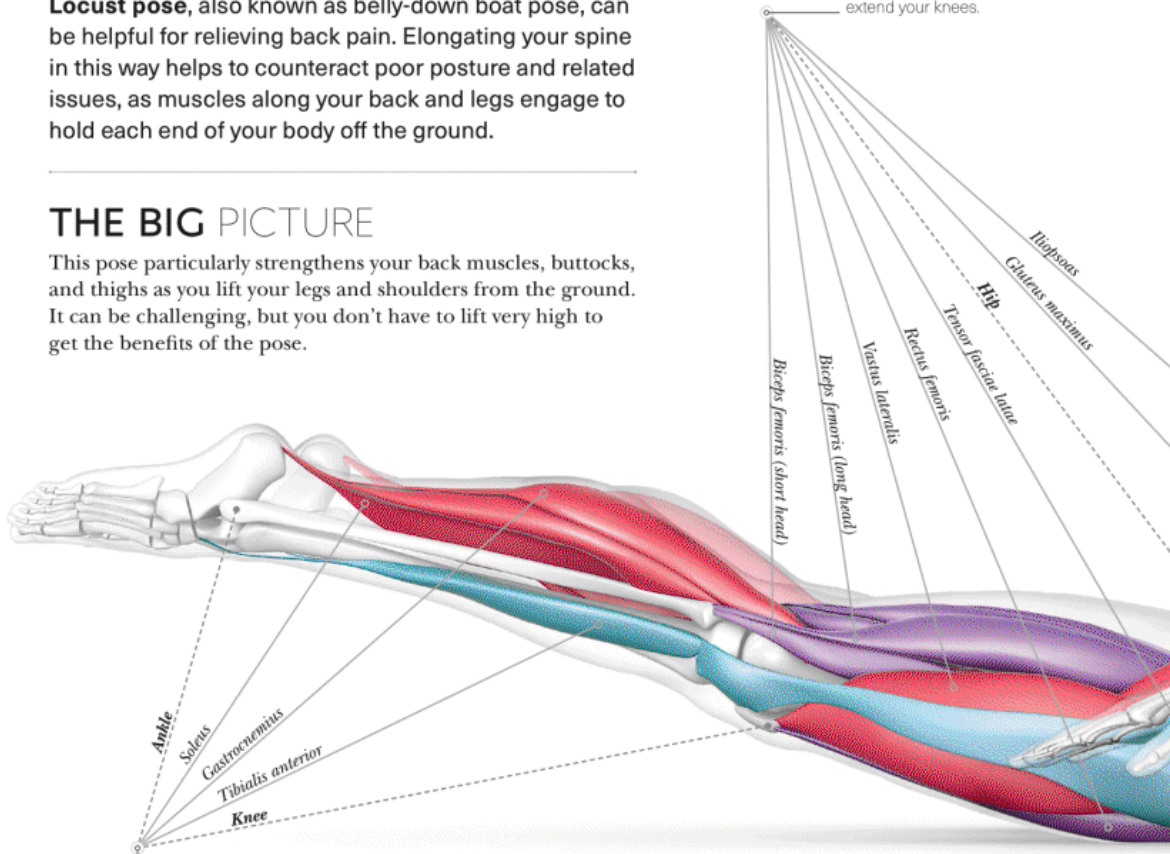 Locust pose, also known as belly-down boat pose, can
be helpful for relieving back pain. Elongating your spine
in this way helps to counteract poor posture and related
issues, as muscles along your back and legs engage to
hold each end of your body off the ground.
THE BIG PICTURE
This pose particularly strengthens your back muscles, buttocks,
and thighs as you lift your legs and shoulders from the ground.
It can be challenging, but you don’t have to lift very high to
get the benefits of the pose.
extend your knees.
Iliopsoas
Gluteus maximus
Hip
Tensor fasciae latae
Rectus femoris
Vastus lateralis
Biceps femoris (long head)
Biceps femoris (short head)
Ankle
Soleus
Gastrocnemius
Tibialis anterior
Knee